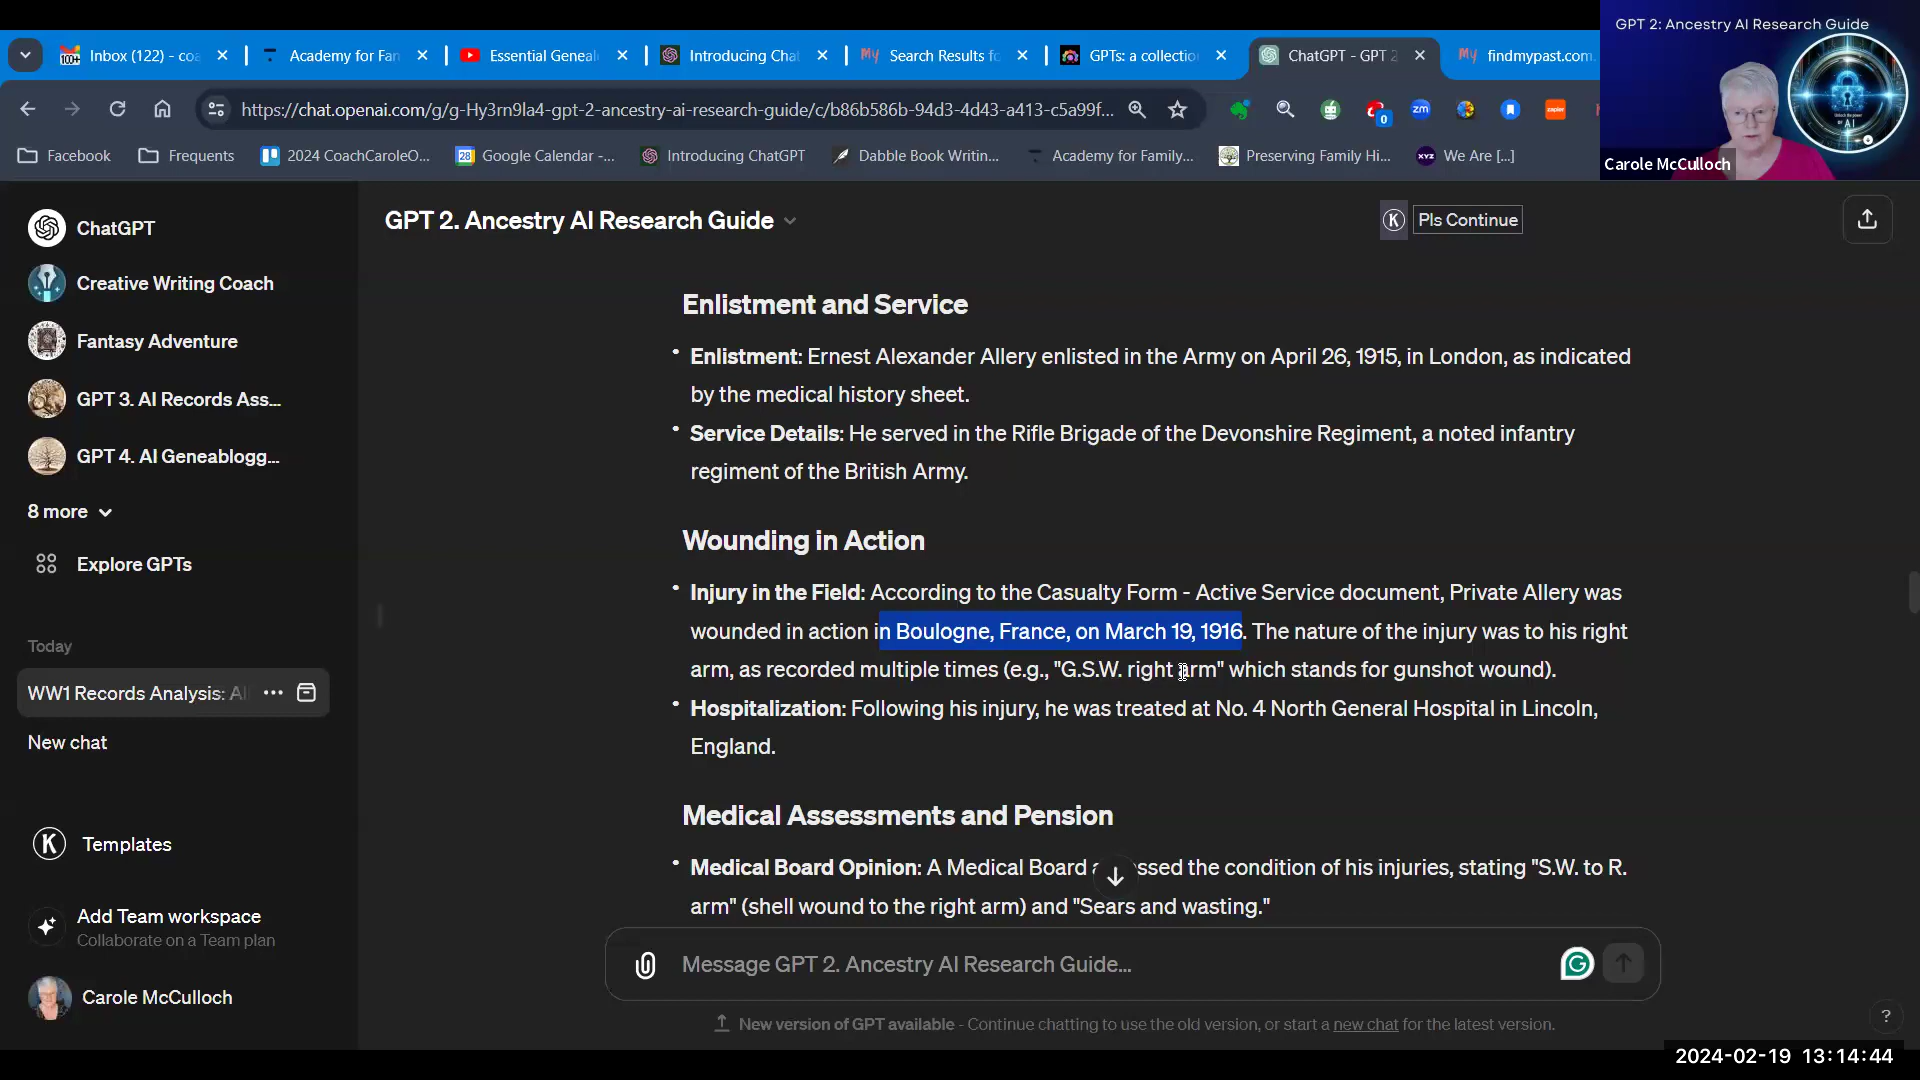 GPT 2: Ancestry AI Research Guide
100+ Inbox (122) - coa
Academy for Fan
Essential Geneal
Introducing Chat
My Search Results fo
GPTs: a collectio
ChatGPT - GPT 2
My findmypast.com.
https://chat.openai.com/g/g-Hy3rn9la4-gpt-2-ancestry-ai-research-guide/c/b86b586b-94d3-4d43-a413-c5a99f...
0
zm
zapier
Carole McCulloch
Facebook
Frequents
2024 CoachCaroleO...
28 Google Calendar -...
Introducing ChatGPT
Dabble Book Writin...
Academy for Family...
Preserving Family Hi...
XYZ We Are [...]
ChatGPT
Creative Writing Coach
Fantasy Adventure
GPT 3. AI Records Ass...
GPT 4. AI Geneablogg...
8 more
Explore GPTs
Today
WW1 Records Analysis: Al
New chat
K Templates
Add Team workspace
Collaborate on a Team plan
Carole McCulloch
GPT 2. Ancestry AI Research Guide
K Pls Continue
Enlistment and Service
• Enlistment: Ernest Alexander Allery enlisted in the Army on April 26, 1915, in London, as indicated
by the medical history sheet.
• Service Details: He served in the Rifle Brigade of the Devonshire Regiment, a noted infantry
regiment of the British Army.
Wounding in Action
• Injury in the Field: According to the Casualty Form - Active Service document, Private Allery was
wounded in action in Boulogne, France, on March 19, 1916. The nature of the injury was to his right
arm, as recorded multiple times (e.g., "G.S.W. right arm" which stands for gunshot wound).
• Hospitalization: Following his injury, he was treated at No. 4 North General Hospital in Lincoln,
England.
Medical Assessments and Pension
• Medical Board Opinion: A Medical Board assessed the condition of his injuries, stating "S.W. to R.
arm" (shell wound to the right arm) and "Sears and wasting."
Message GPT 2. Ancestry AI Research Guide...
New version of GPT available - Continue chatting to use the old version, or start a new chat for the latest version.
?
2024-02-19 13:14:44